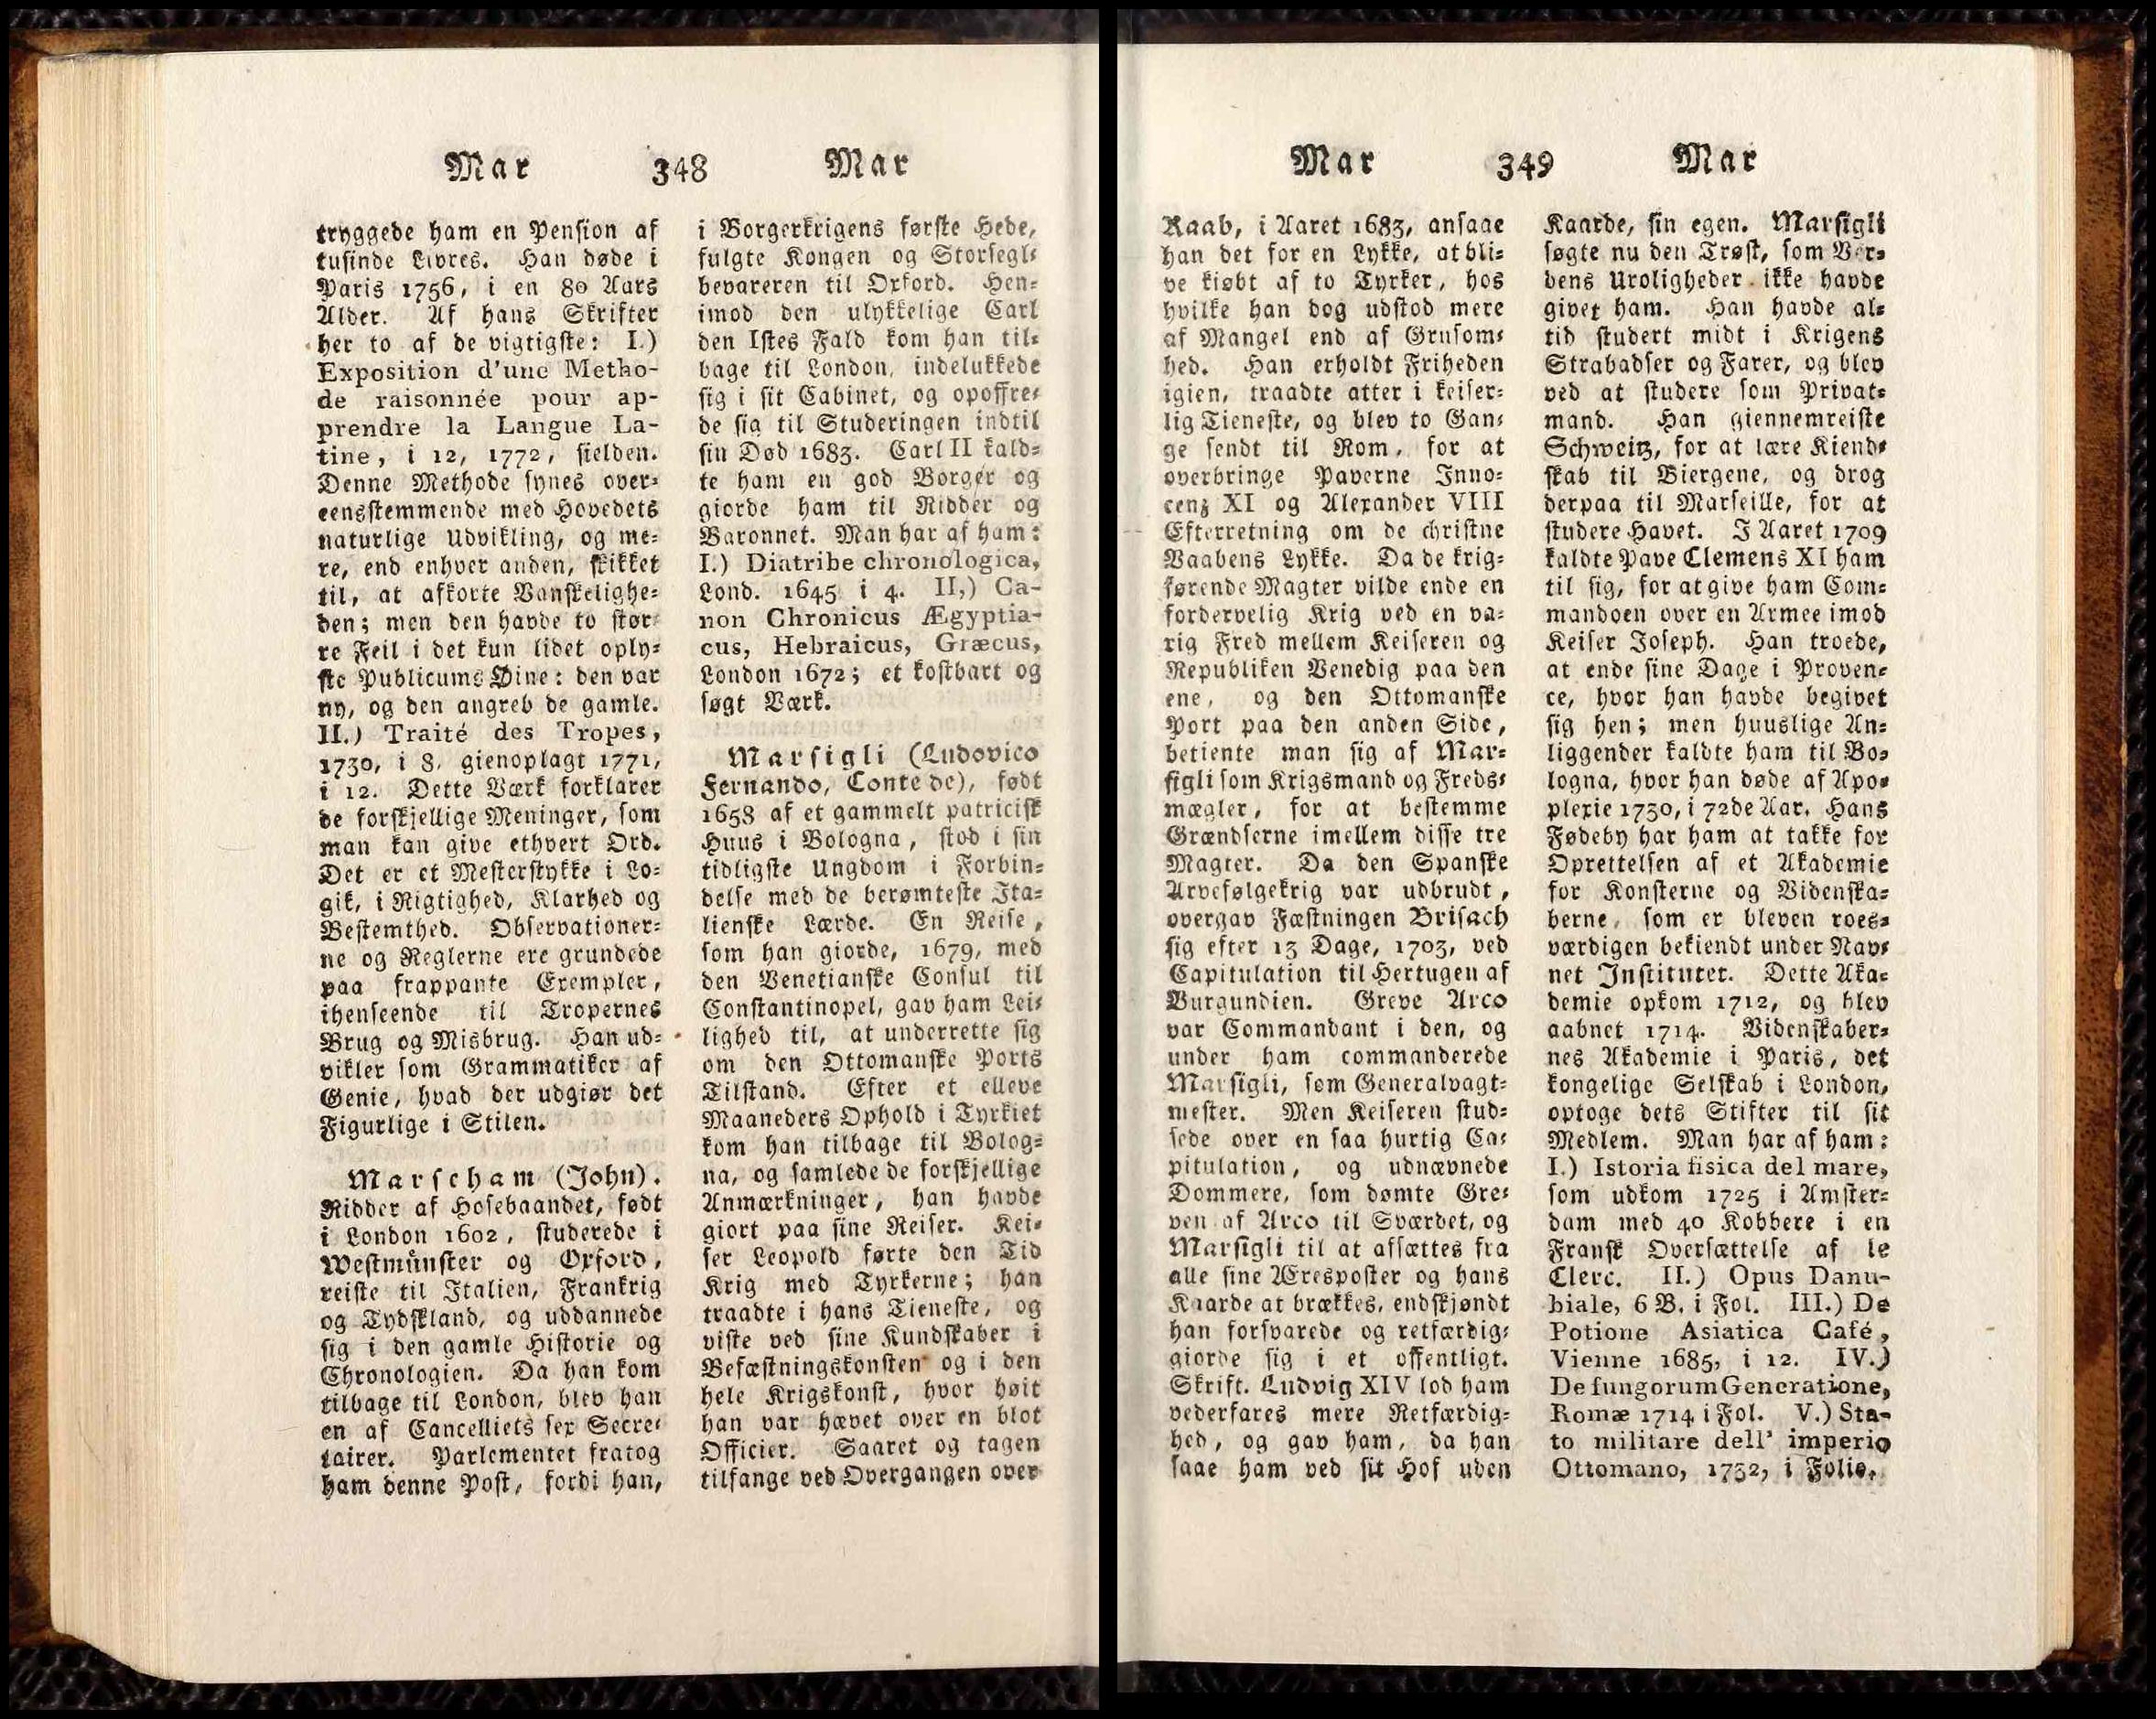 Mar 348 Mar
tryggede ham en Pension af
tusinde Livres. Han døde i
Paris 1756, i en 80 Aars
Alder. Af hans Skrifter
her to af de vigtigste: I.)
Exposition d'une Metho-
de raisonnée pour ap-
prendre la Langue La-
tine, i 12, 1772, sielden.
Denne Methode synes over-
eensstemmende med Hovedets
naturlige Udvikling, og me-
re, end enhver anden, skikket
til, at afkorte Vanskelighe-
den; men den havde to stør-
re Feil i det kun lidet oply-
ste Publicums Øine: den var
ny, og den angreb de gamle.
II.) Traité des Tropes,
1730, i 8, gienoplagt 1771,
i 12. Dette Værk forklarer
de forskjellige Meninger, som
man kan give ethvert Ord.
Det er et Mesterstykke i Lo-
gik, i Rigtighed, Klarhed og
Bestemthed. Observationer-
ne og Reglerne ere grundede
paa frappante Exempler,
ihenseende til Tropernes
Brug og Misbrug. Han ud-
vikler som Grammatiker af
Genie, hvad der udgiør det
Figurlige i Stilen.
Marscham (John).
Ridder af Hosebaandet, født
i London 1602, studerede i
Westmünster og Oxford,
reiste til Italien, Frankrig
og Tydskland, og uddannede
sig i den gamle Historie og
Chronologien. Da han kom
tilbage til London, blev han
en af Cancelliets sex Secre-
tairer. Parlementet fratog
ham denne Post, fordi han,
i Borgerkrigens første Hede,
fulgte Kongen og Storsegl-
bevareren til Oxford. Hen-
imod den ulykkelige Carl
den Istes Fald kom han til-
bage til London, indelukkede
sig i sit Cabinet, og opoffre-
de sig til Studeringen indtil
sin Død 1683. Carl II kald-
te ham en god Borger og
giorde ham til Ridder og
Baronnet. Man har af ham:
I.) Diatribe chronologica,
Lond. 1645 i 4. II,) Ca-
non Chronicus Ægyptia-
cus, Hebraicus, Græcus,
London 1672; et kostbart og
søgt Værk.
Marsigli (Ludovico
Fernando, Conte de), født
1658 af et gammelt patricisk
Huus i Bologna, stod i sin
tidligste Ungdom i Forbin-
delse med de berømteste Ita-
lienske Lærde. En Reise,
som han giorde, 1679, med
den Venetianske Consul til
Constantinopel, gav ham Lei-
lighed til, at underrette sig
om den Ottomanske Ports
Tilstand. Efter et elleve
Maaneders Ophold i Tyrkiet
kom han tilbage til Bolog-
na, og samlede de forskjellige
Anmærkninger, han havde
giort paa sine Reiser. Kei-
ser Leopold førte den Tid
Krig med Tyrkerne; han
traadte i hans Tieneste, og
viste ved sine Kundskaber i
Befæstningskonsten og i den
hele Krigskonst, hvor høit
han var hævet over en blot
Officier. Saaret og tagen
tilfange ved Overgangen over
Mar 349 Mar
Raab, i Aaret 1683, ansaae
han det for en Lykke, at bli-
ve kiøbt af to Tyrker, hos
hvilke han dog udstod mere
af Mangel end af Grusom-
hed. Han erholdt Friheden
igien, traadte atter i keiser-
lig Tieneste, og blev to Gan-
ge sendt til Rom, for at
overbringe Paverne Inno-
cenz XI og Alexander VIII
Efterretning om de christne
Vaabens Lykke. Da de krig-
førende Magter vilde ende en
fordervelig Krig ved en va-
rig Fred mellem Keiseren og
Republiken Venedig paa den
ene, og den Ottomanske
Port paa den anden Side,
betiente man sig af Mar-
sigli som Krigsmand og Freds-
mægler, for at bestemme
Grændserne imellem disse tre
Magter. Da den Spanske
Arvefølgekrig var udbrudt,
overgav Fæstningen Brisach
sig efter 13 Dage, 1703, ved
Capitulation til Hertugen af
Burgundien. Greve Arco
var Commandant i den, og
under ham commanderede
Marsigli, som Generalvagt-
mester. Men Keiseren stud-
sede over en saa hurtig Ca-
pitulation, og udnævnede
Dommere, som dømte Gre-
ven af Arco til Sværdet, og
Marsigli til at afsættes fra
alle sine Æresposter og hans
Kaarde at brækkes, endskjøndt
han forsvarede og retfærdig-
giorde sig i et offentligt.
Skrift. Ludvig XIV lod ham
vederfares mere Retfærdig-
hed, og gav ham, da han
saae ham ved sit Hof uden
Kaarde, sin egen. Marsigli
søgte nu den Trøst, som Ver-
dens Uroligheder ikke havde
givet ham. Han havde al-
tid studert midt i Krigens
Strabadser og Farer, og blev
ved at studere som Privat-
mand. Han giennemreiste
Schweitz, for at lære Kiend-
skab til Biergene, og drog
derpaa til Marseille, for at
studere Havet. I Aaret 1709
kaldte Pave Clemens XI ham
til sig, for at give ham Com-
mandoen over en Armee imod
Keiser Joseph. Han troede,
at ende sine Dage i Proven-
ce, hvor han havde begivet
sig hen; men huuslige An-
liggender kaldte ham til Bo-
logna, hvor han døde af Apo-
plexie 1730, i 72de Aar. Hans
Fødeby har ham at takke for
Oprettelsen af et Akademie
for Konsterne og Videnska-
berne, som er bleven roes-
værdigen bekiendt under Nav-
net Institutet. Dette Aka-
demie opkom 1712, og blev
aabnet 1714. Videnskaber-
nes Akademie i Paris, det
kongelige Selskab i London,
optoge dets Stifter til sit
Medlem. Man har af ham:
I.) Istoria fisica del mare,
som udkom 1725 i Amster-
dam med 40 Kobbere i en
Fransk Oversættelse af le
Clerc. II.) Opus Danu-
biale, 6 B. i Fol. III.) De
Potione Asiatica Café,
Vienne 1685, i 12. IV.)
De fungorum Generatione,
Romæ 1714 i Fol. V.) Sta-
to militare dell' imperio
Ottomano, 1732, i Folio.